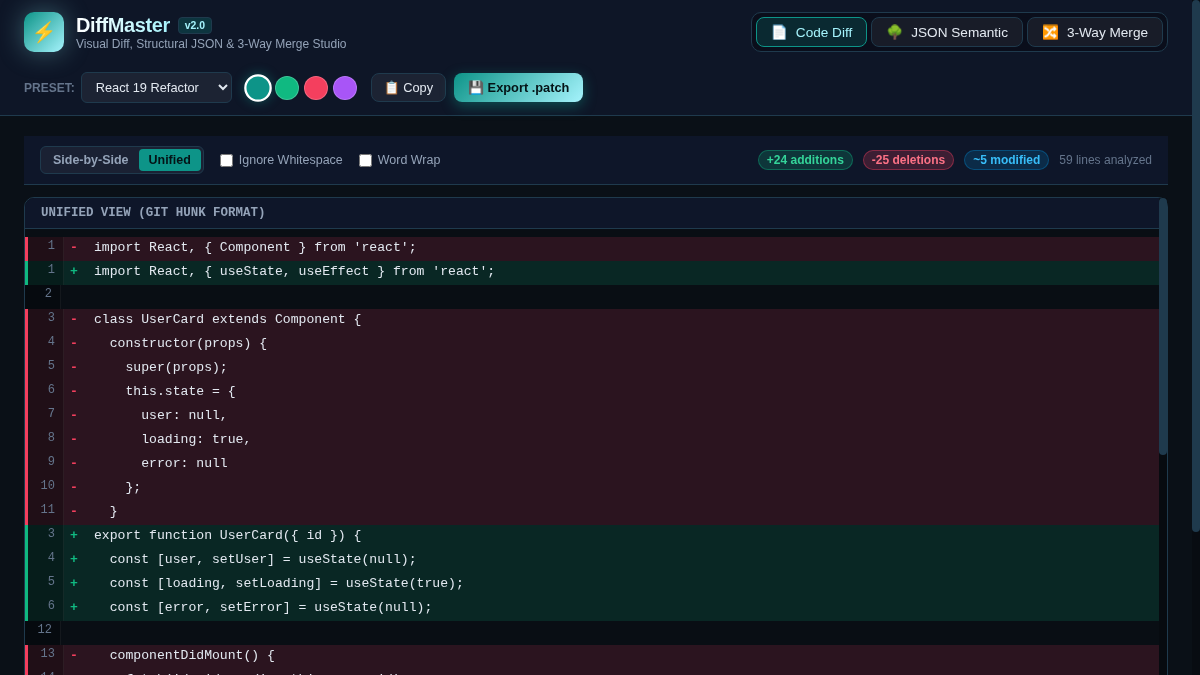 DiffMaster v2.0
Visual Diff, Structural JSON & 3-Way Merge Studio
Code Diff
JSON Semantic
3-Way Merge
PRESET: React 19 Refactor
Copy
Export .patch
Side-by-Side Unified
Ignore Whitespace
Word Wrap
+24 additions
-25 deletions
~5 modified
59 lines analyzed
UNIFIED VIEW (GIT HUNK FORMAT)
1 - import React, { Component } from 'react';
1 + import React, { useState, useEffect } from 'react';
2
3 - class UserCard extends Component {
4 -   constructor(props) {
5 -     super(props);
6 -     this.state = {
7 -       user: null,
8 -       loading: true,
9 -       error: null
10 -     };
11 -   }
3 + export function UserCard({ id }) {
4 +   const [user, setUser] = useState(null);
5 +   const [loading, setLoading] = useState(true);
6 +   const [error, setError] = useState(null);
12
13 -   componentDidMount() {